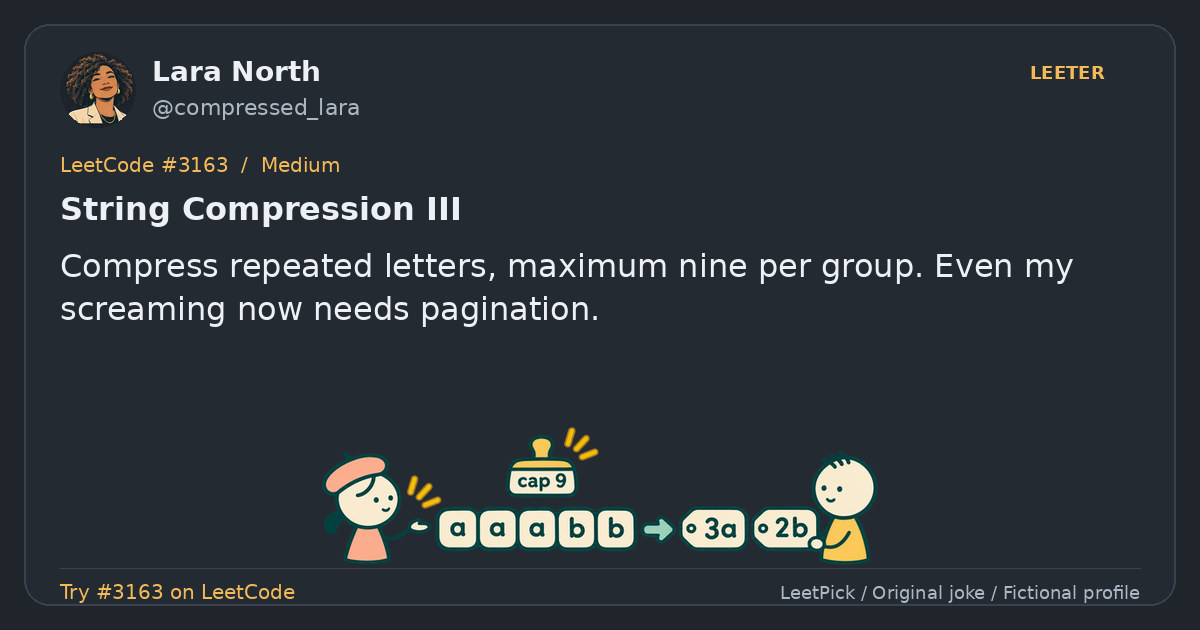 Lara North
@compressed_lara
LEETER
LeetCode #3163 / Medium
String Compression III
Compress repeated letters, maximum nine per group. Even my
screaming now needs pagination.
cap 9
a a a b b 3a 2b
Try #3163 on LeetCode
LeetPick / Original joke / Fictional profile